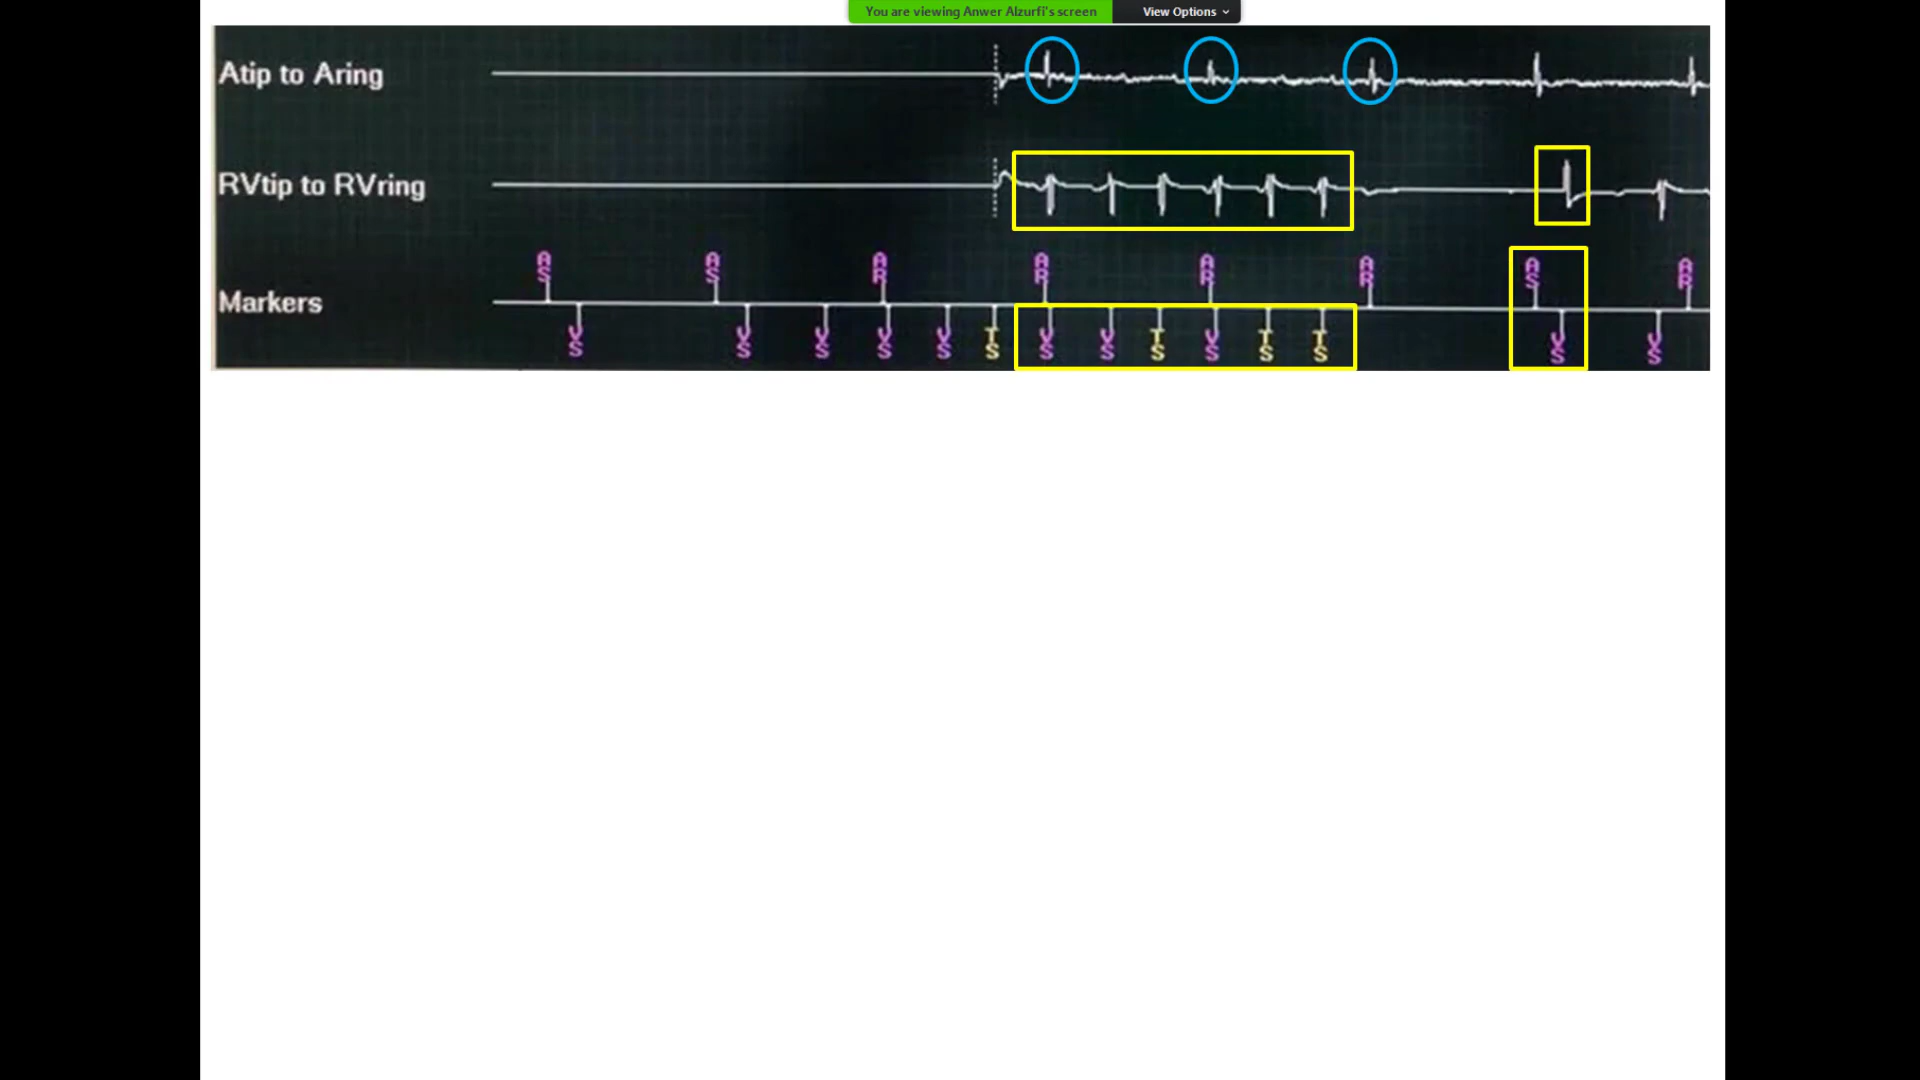 You are viewing Anwer Alzurfi's screen View Options
Atip to Aring
RVtip to RVring
AS AS AR AR AR AR AS AR
Markers
VS VS VS VS VS TS VS VS TS VS TS TS VS VS